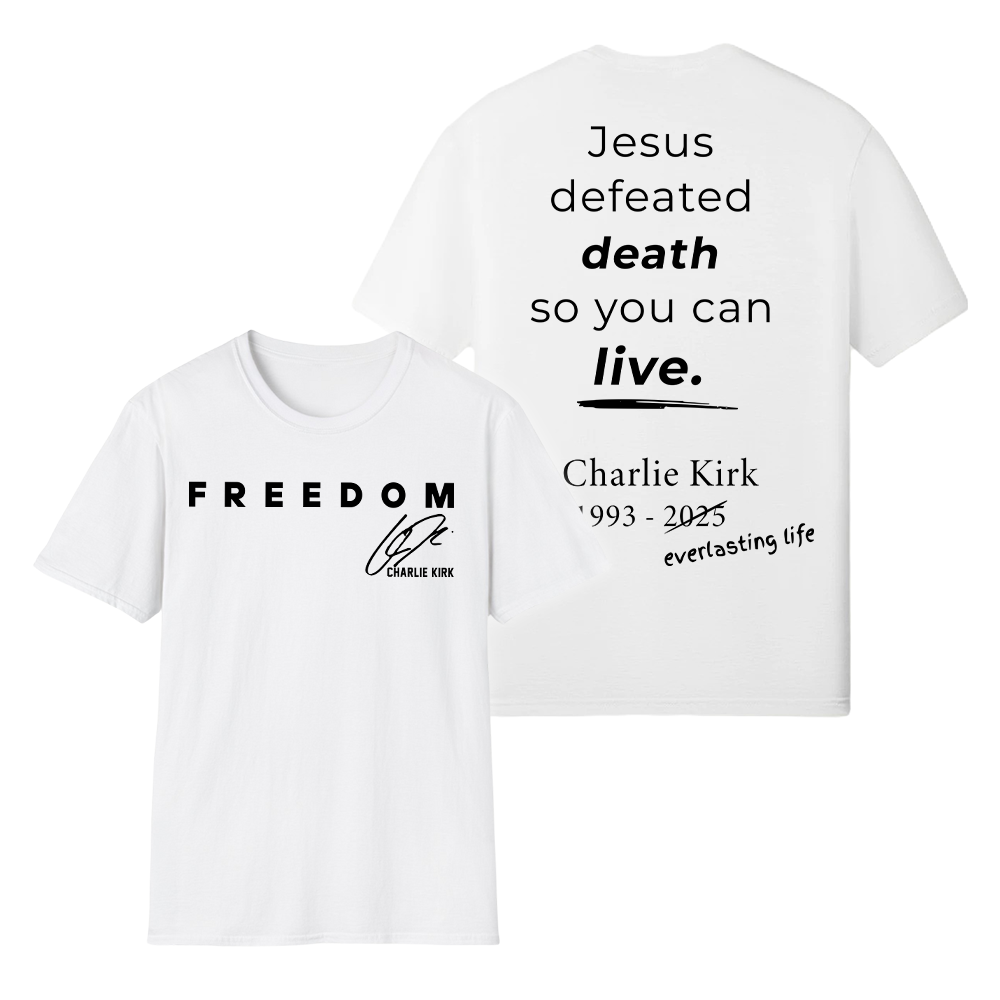 FREEDOM
CHARLIE KIRK
Jesus
defeated
death
so you can
live.
Charlie Kirk
1993 - 2025
everlasting life